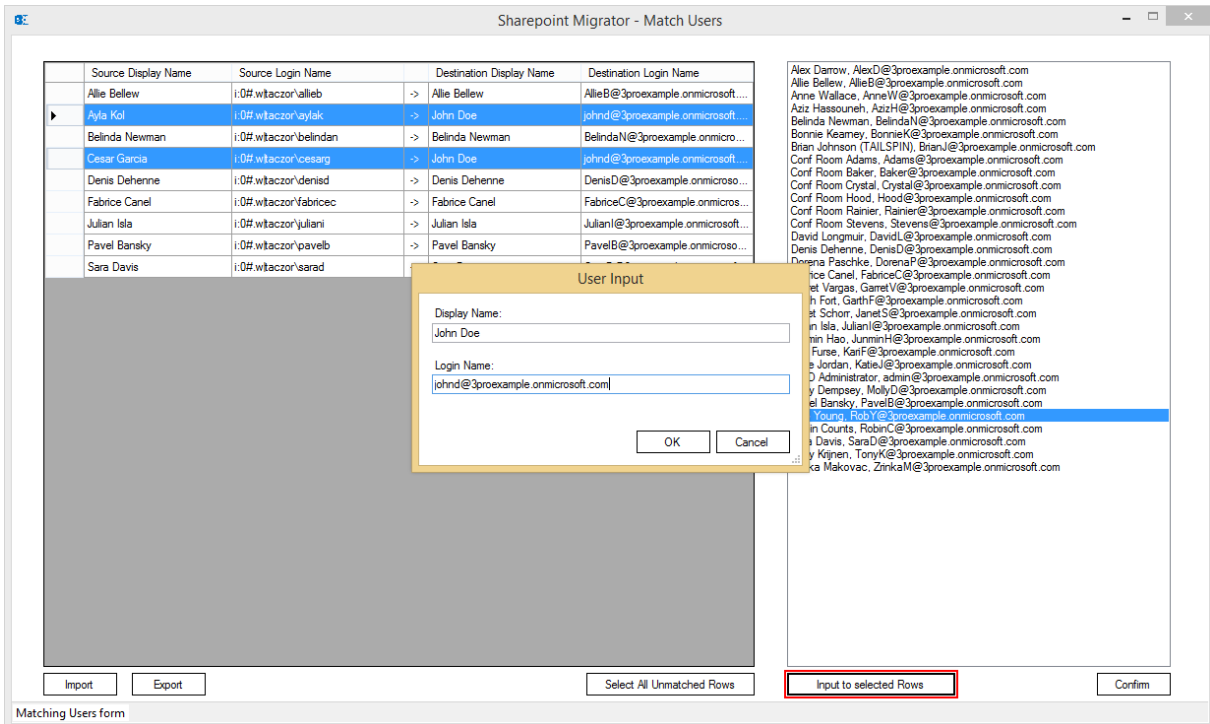 Sharepoint Migrator - Match Users
Source Display Name Source Login Name Destination Display Name Destination Login Name
Allie Bellew i:0#.w|taczor\allieb -> Allie Bellew AllieB@3proexample.onmicrosoft....
Ayla Kol i:0#.w|taczor\aylak -> John Doe johnd@3proexample.onmicrosoft....
Belinda Newman i:0#.w|taczor\belindan -> Belinda Newman BelindaN@3proexample.onmicro...
Cesar Garcia i:0#.w|taczor\cesarg -> John Doe johnd@3proexample.onmicrosoft....
Denis Dehenne i:0#.w|taczor\denisd -> Denis Dehenne DenisD@3proexample.onmicroso...
Fabrice Canel i:0#.w|taczor\fabricec -> Fabrice Canel FabriceC@3proexample.onmicros...
Julian Isla i:0#.w|taczor\juliani -> Julian Isla JulianI@3proexample.onmicrosoft....
Pavel Bansky i:0#.w|taczor\pavelb -> Pavel Bansky PavelB@3proexample.onmicroso...
Sara Davis i:0#.w|taczor\sarad
User Input
Display Name:
John Doe
Login Name:
johnd@3proexample.onmicrosoft.com
OK Cancel
Alex Darrow, AlexD@3proexample.onmicrosoft.com
Allie Bellew, AllieB@3proexample.onmicrosoft.com
Anne Wallace, AnneW@3proexample.onmicrosoft.com
Aziz Hassouneh, AzizH@3proexample.onmicrosoft.com
Belinda Newman, BelindaN@3proexample.onmicrosoft.com
Bonnie Kearney, BonnieK@3proexample.onmicrosoft.com
Brian Johnson (TAILSPIN), BrianJ@3proexample.onmicrosoft.com
Conf Room Adams, Adams@3proexample.onmicrosoft.com
Conf Room Baker, Baker@3proexample.onmicrosoft.com
Conf Room Crystal, Crystal@3proexample.onmicrosoft.com
Conf Room Hood, Hood@3proexample.onmicrosoft.com
Conf Room Rainier, Rainier@3proexample.onmicrosoft.com
Conf Room Stevens, Stevens@3proexample.onmicrosoft.com
David Longmuir, DavidL@3proexample.onmicrosoft.com
Denis Dehenne, DenisD@3proexample.onmicrosoft.com
Dorena Paschke, DorenaP@3proexample.onmicrosoft.com
rice Canel, FabriceC@3proexample.onmicrosoft.com
et Vargas, GarretV@3proexample.onmicrosoft.com
h Fort, GarthF@3proexample.onmicrosoft.com
et Schorr, JanetS@3proexample.onmicrosoft.com
n Isla, JulianI@3proexample.onmicrosoft.com
min Hao, JunminH@3proexample.onmicrosoft.com
Furse, KariF@3proexample.onmicrosoft.com
e Jordan, KatieJ@3proexample.onmicrosoft.com
D Administrator, admin@3proexample.onmicrosoft.com
y Dempsey, MollyD@3proexample.onmicrosoft.com
el Bansky, PavelB@3proexample.onmicrosoft.com
Young, RobY@3proexample.onmicrosoft.com
in Counts, RobinC@3proexample.onmicrosoft.com
Davis, SaraD@3proexample.onmicrosoft.com
y Krijnen, TonyK@3proexample.onmicrosoft.com
ka Makovac, ZrinkaM@3proexample.onmicrosoft.com
Import Export Select All Unmatched Rows Input to selected Rows Confirm
Matching Users form